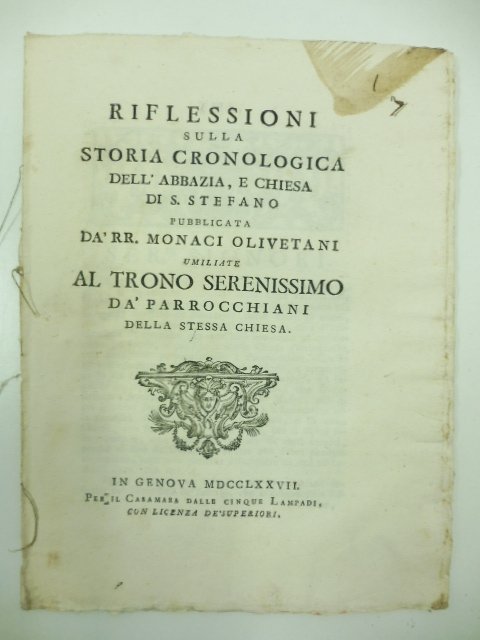 RIFLESSIONI
SULLA
STORIA CRONOLOGICA
DELL'ABBAZIA, E CHIESA
DI S. STEFANO
PUBBLICATA
DA' RR. MONACI OLIVETANI
UMILIATE
AL TRONO SERENISSIMO
DA' PARROCCHIANI
DELLA STESSA CHIESA.
IN GENOVA MDCCLXXVII.
PER IL CASAMARA DALLE CINQUE LAMPADI,
CON LICENZA DE' SUPERIORI.